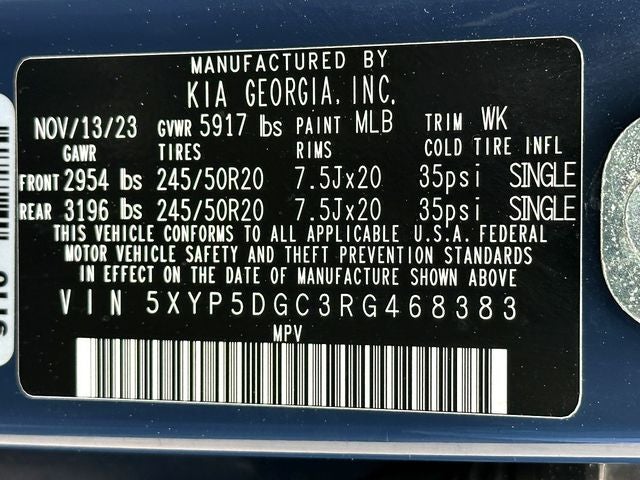 MANUFACTURED BY
KIA GEORGIA, INC.
NOV/13/23 GVWR 5917 lbs PAINT MLB TRIM WK
GAWR TIRES RIMS COLD TIRE INFL
FRONT 2954 lbs 245/50R20 7.5Jx20 35psi SINGLE
REAR 3196 lbs 245/50R20 7.5Jx20 35psi SINGLE
THIS VEHICLE CONFORMS TO ALL APPLICABLE U.S.A. FEDERAL
MOTOR VEHICLE SAFETY AND THEFT PREVENTION STANDARDS
IN EFFECT ON THE DATE OF MANUFACTURE SHOWN ABOVE
VIN 5XYP5DGC3RG468383
MPV